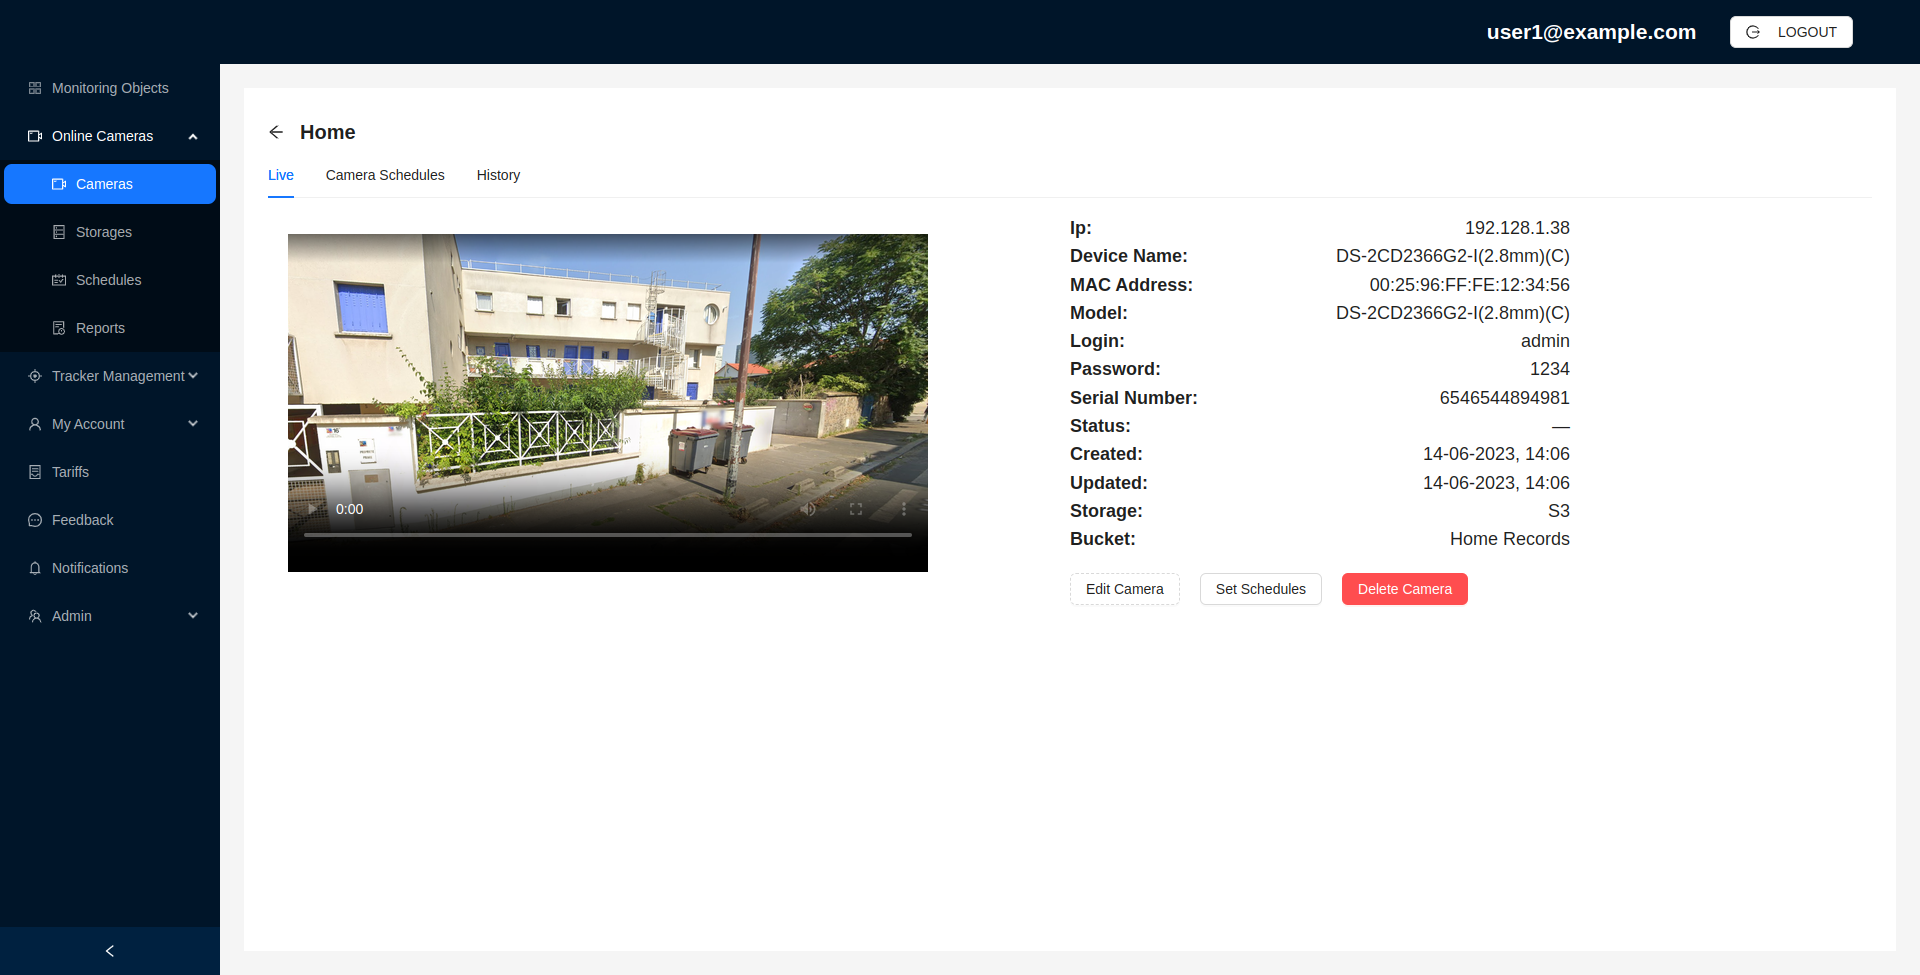 user1@example.com
LOGOUT
Monitoring Objects
Online Cameras
Cameras
Storages
Schedules
Reports
Tracker Management
My Account
Tariffs
Feedback
Notifications
Admin
Home
Live Camera Schedules History
0:00
Ip: 192.128.1.38
Device Name: DS-2CD2366G2-I(2.8mm)(C)
MAC Address: 00:25:96:FF:FE:12:34:56
Model: DS-2CD2366G2-I(2.8mm)(C)
Login: admin
Password: 1234
Serial Number: 6546544894981
Status: —
Created: 14-06-2023, 14:06
Updated: 14-06-2023, 14:06
Storage: S3
Bucket: Home Records
Edit Camera Set Schedules Delete Camera